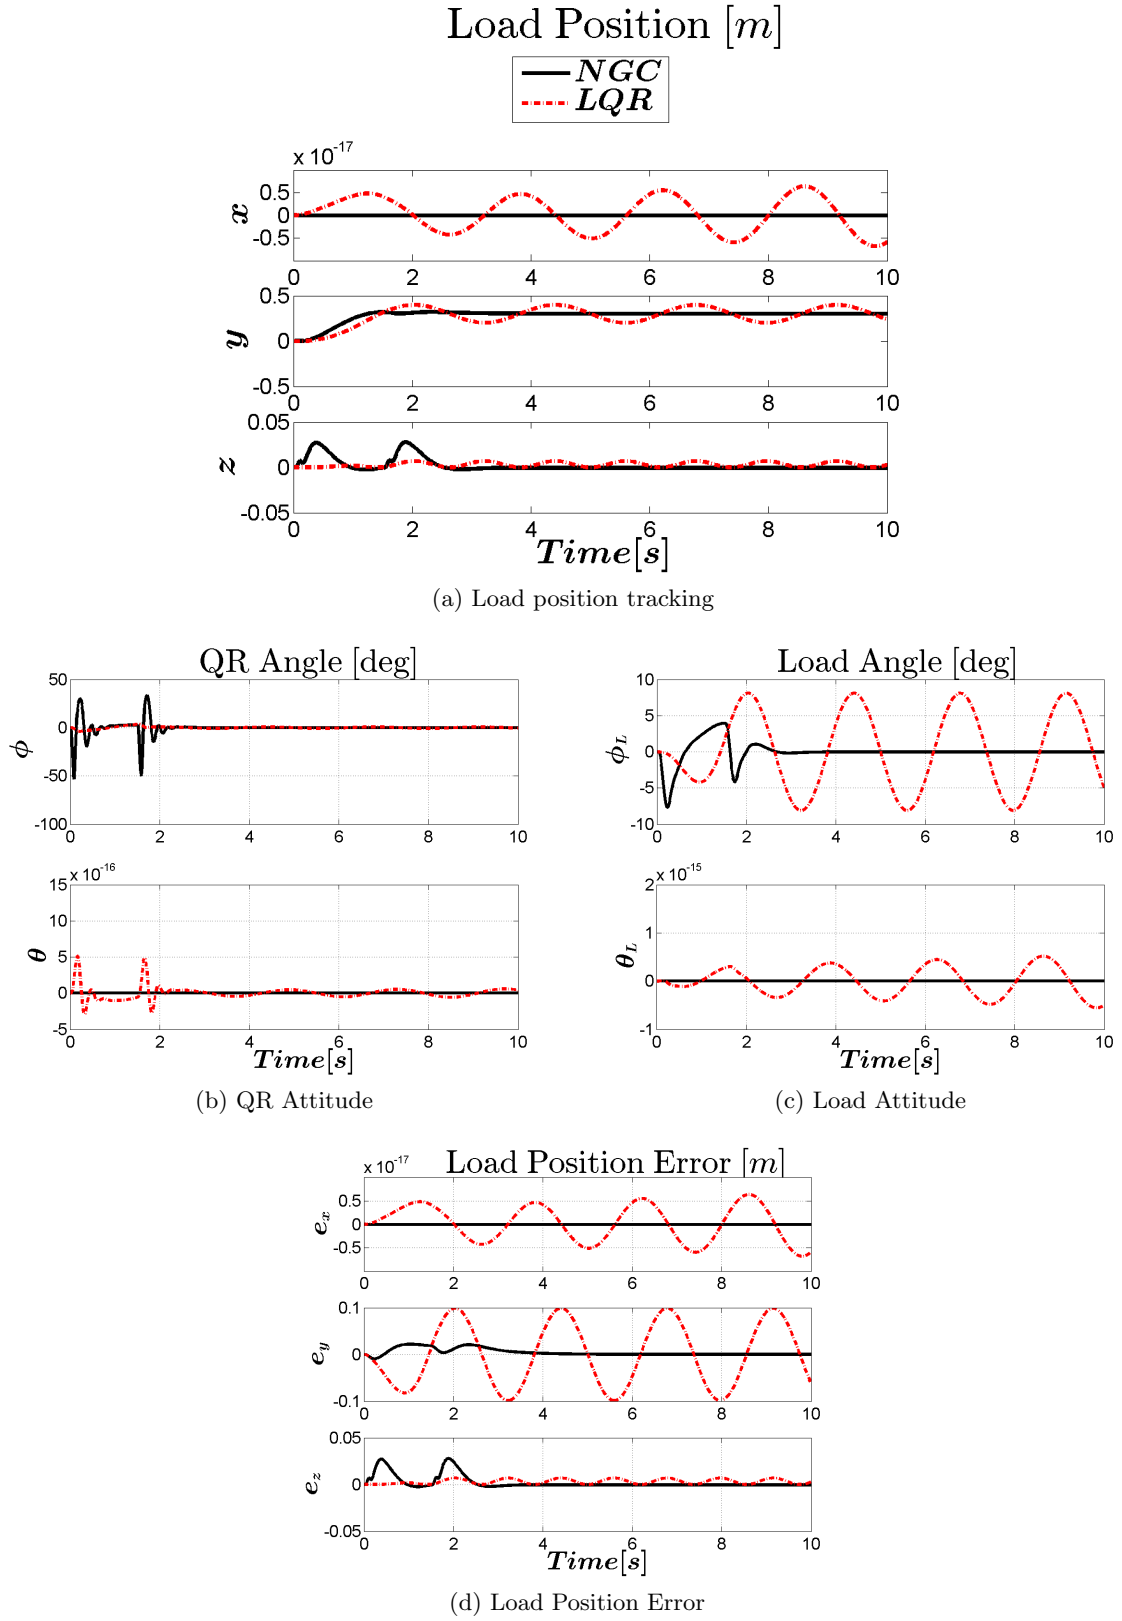 Load Position [m]
NGC
LQR
x 10-17
0.5
0
-0.5
x
0 2 4 6 8 10
0.5
0
-0.5
y
0 2 4 6 8 10
0.05
0
-0.05
z
0 2 4 6 8 10
Time[s]
(a) Load position tracking
QR Angle [deg]
50
0
-50
-100
ϕ
0 2 4 6 8 10
x 10-16
15
10
5
0
-5
θ
0 2 4 6 8 10
Time[s]
(b) QR Attitude
Load Angle [deg]
10
5
0
-5
-10
ϕL
0 2 4 6 8 10
x 10-15
2
1
0
-1
θL
0 2 4 6 8 10
Time[s]
(c) Load Attitude
x 10-17
Load Position Error [m]
0.5
0
-0.5
ex
0 2 4 6 8 10
0.1
0
-0.1
ey
0 2 4 6 8 10
0.05
0
-0.05
ez
0 2 4 6 8 10
Time[s]
(d) Load Position Error